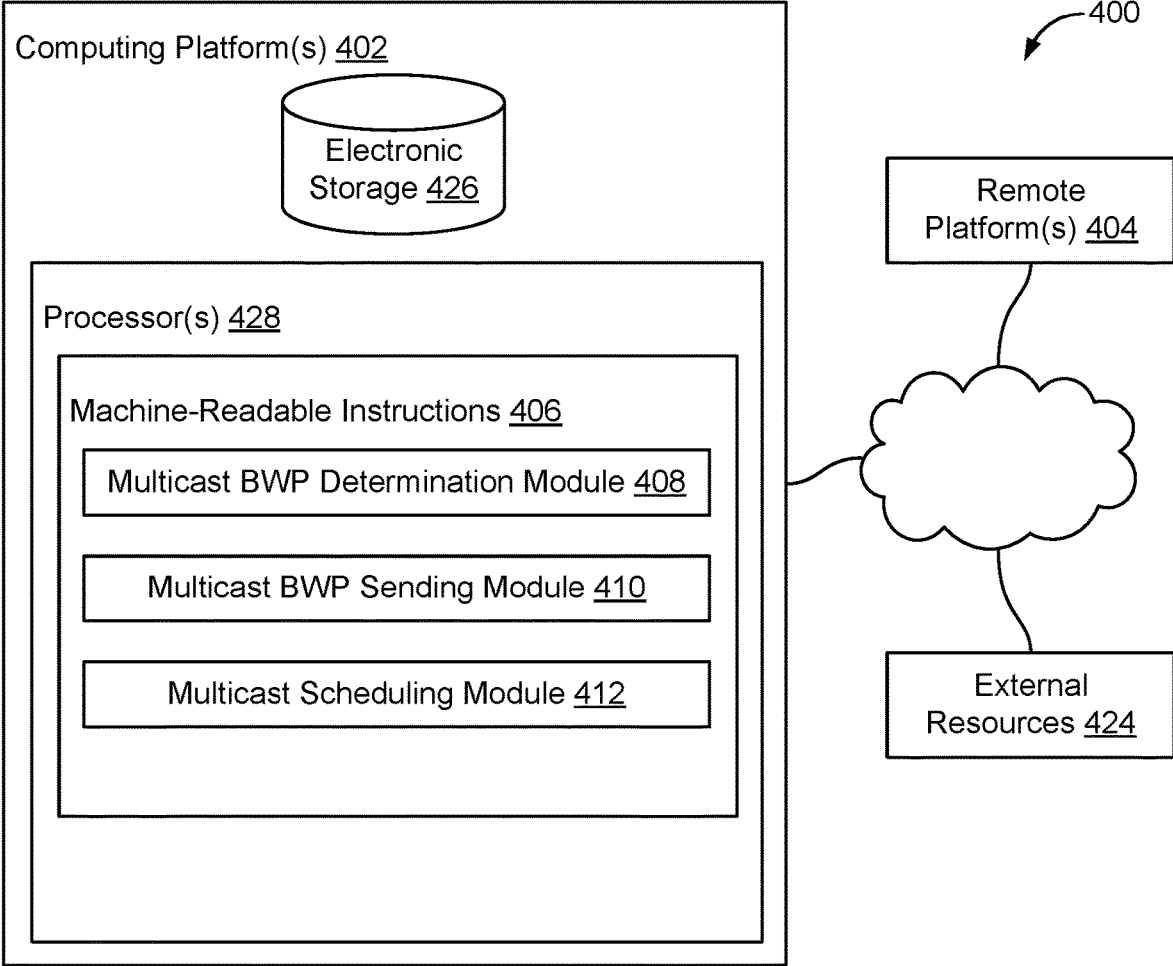 400
Computing Platform(s) 402
Electronic
Storage 426
Remote
Platform(s) 404
Processor(s) 428
Machine-Readable Instructions 406
Multicast BWP Determination Module 408
Multicast BWP Sending Module 410
Multicast Scheduling Module 412
External
Resources 424